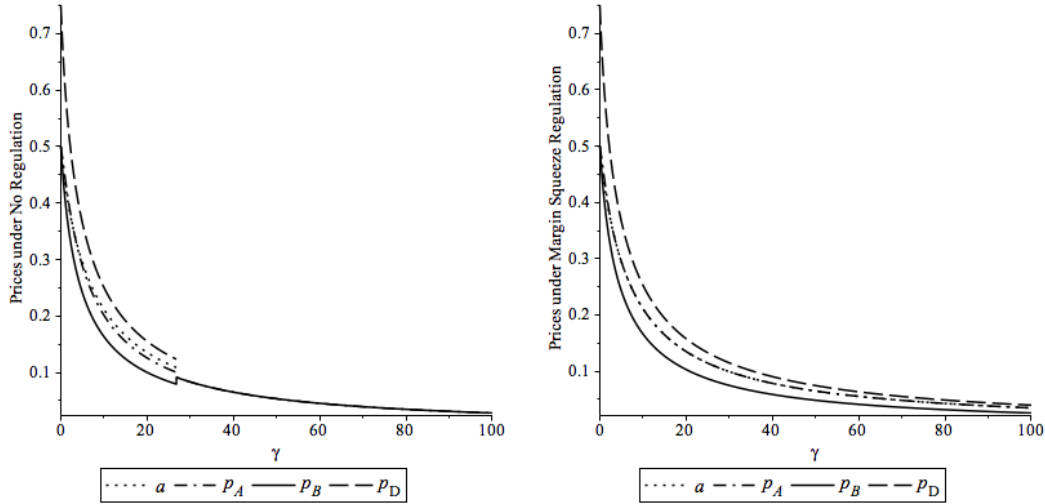 Prices under No Regulation
0.7
0.6
0.5
0.4
0.3
0.2
0.1
0 20 40 60 80 100
γ
a p_A p_B p_D
Prices under Margin Squeeze Regulation
0.7
0.6
0.5
0.4
0.3
0.2
0.1
0 20 40 60 80 100
γ
a p_A p_B p_D